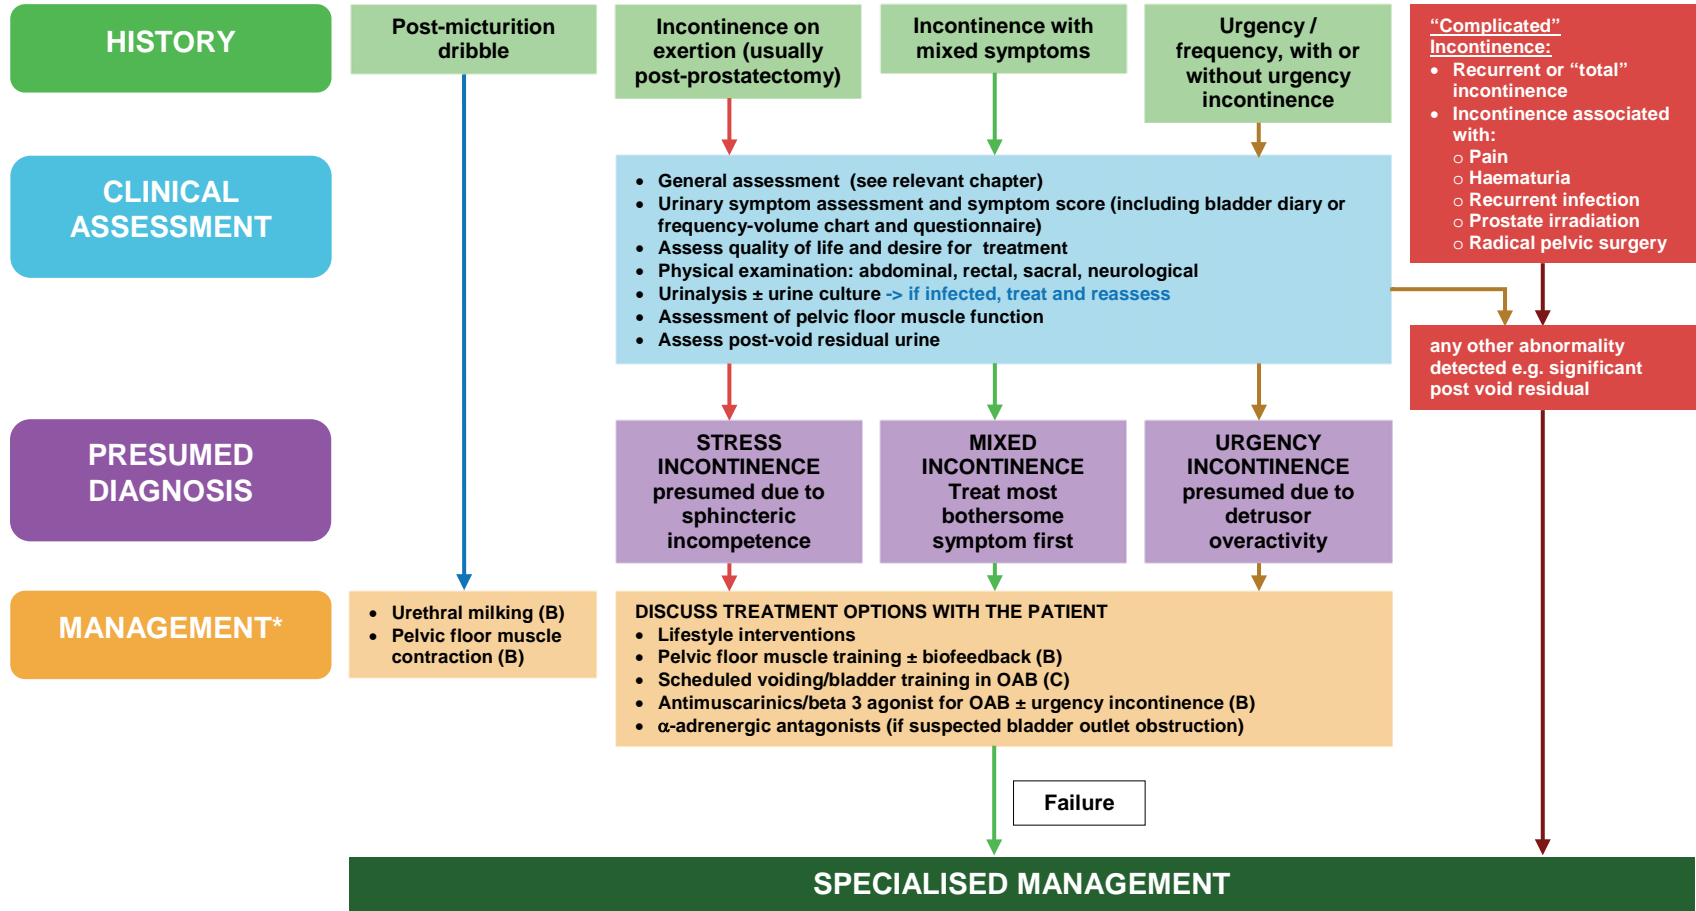 HISTORY
Post-micturition
dribble
Incontinence on
exertion (usually
post-prostatectomy)
Incontinence with
mixed symptoms
Urgency /
frequency, with or
without urgency
incontinence
“Complicated”
Incontinence:
• Recurrent or “total”
incontinence
• Incontinence associated
with:
o Pain
o Haematuria
o Recurrent infection
o Prostate irradiation
o Radical pelvic surgery
CLINICAL
ASSESSMENT
• General assessment (see relevant chapter)
• Urinary symptom assessment and symptom score (including bladder diary or
frequency-volume chart and questionnaire)
• Assess quality of life and desire for treatment
• Physical examination: abdominal, rectal, sacral, neurological
• Urinalysis ± urine culture -> if infected, treat and reassess
• Assessment of pelvic floor muscle function
• Assess post-void residual urine
any other abnormality
detected e.g. significant
post void residual
PRESUMED
DIAGNOSIS
STRESS
INCONTINENCE
presumed due to
sphincteric
incompetence
MIXED
INCONTINENCE
Treat most
bothersome
symptom first
URGENCY
INCONTINENCE
presumed due to
detrusor
overactivity
MANAGEMENT*
• Urethral milking (B)
• Pelvic floor muscle
contraction (B)
DISCUSS TREATMENT OPTIONS WITH THE PATIENT
• Lifestyle interventions
• Pelvic floor muscle training ± biofeedback (B)
• Scheduled voiding/bladder training in OAB (C)
• Antimuscarinics/beta 3 agonist for OAB ± urgency incontinence (B)
• α-adrenergic antagonists (if suspected bladder outlet obstruction)
Failure
SPECIALISED MANAGEMENT